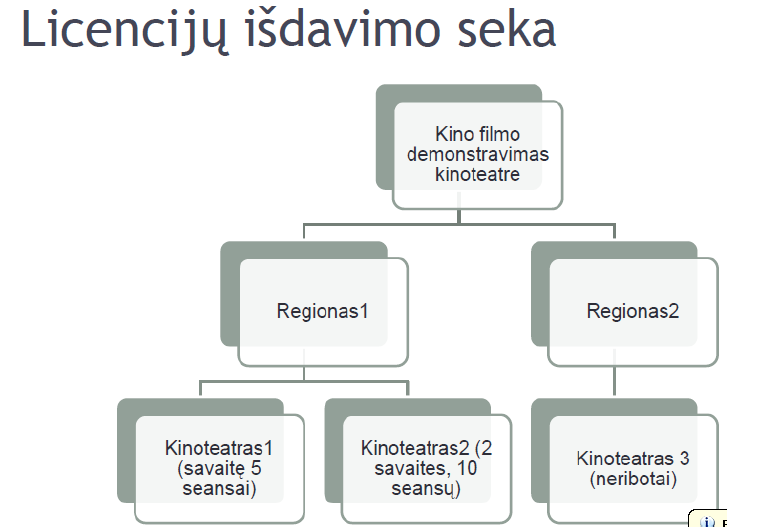 Licencijų išdavimo seka
Kino filmo
demonstravimas
kinoteatre
Regionas1
Regionas2
Kinoteatras1
(savaitę 5
seansai)
Kinoteatras2 (2
savaites, 10
seansų)
Kinoteatras 3
(neribotai)